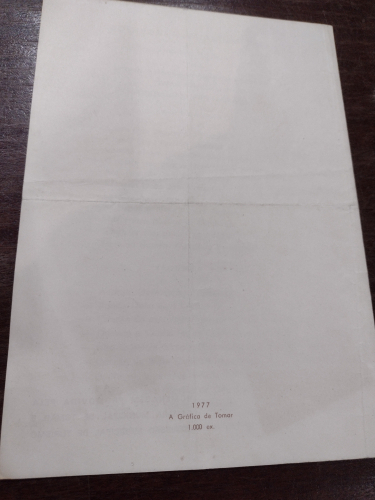 1977
A Gráfica de Tomar
1.000 ex.